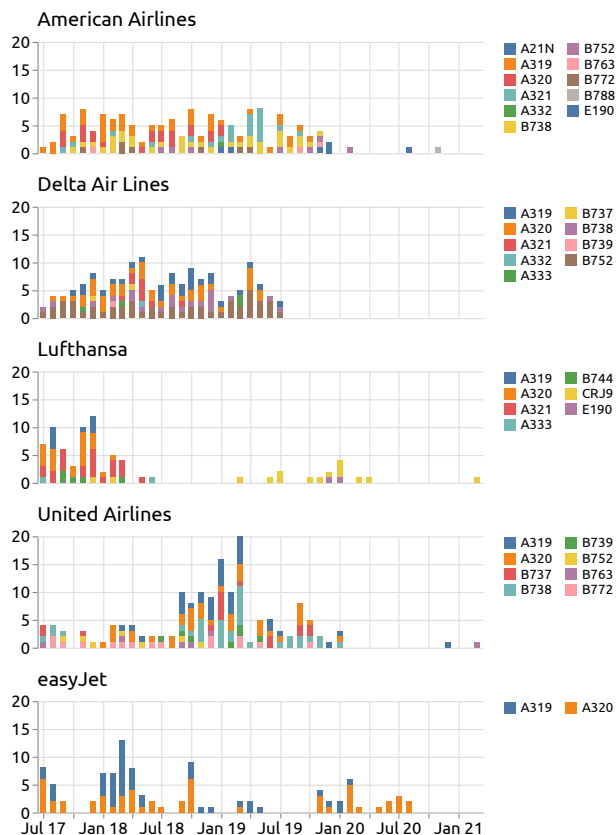 American Airlines
20
15
10
5
0
A21N B752
A319 B763
A320 B772
A321 B788
A332 E190
B738
Delta Air Lines
20
15
10
5
0
A319 B737
A320 B738
A321 B739
A332 B752
A333
Lufthansa
20
15
10
5
0
A319 B744
A320 CRJ9
A321 E190
A333
United Airlines
20
15
10
5
0
A319 B739
A320 B752
B737 B763
B738 B772
easyJet
20
15
10
5
0
A319 A320
Jul 17 Jan 18 Jul 18 Jan 19 Jul 19 Jan 20 Jul 20 Jan 21